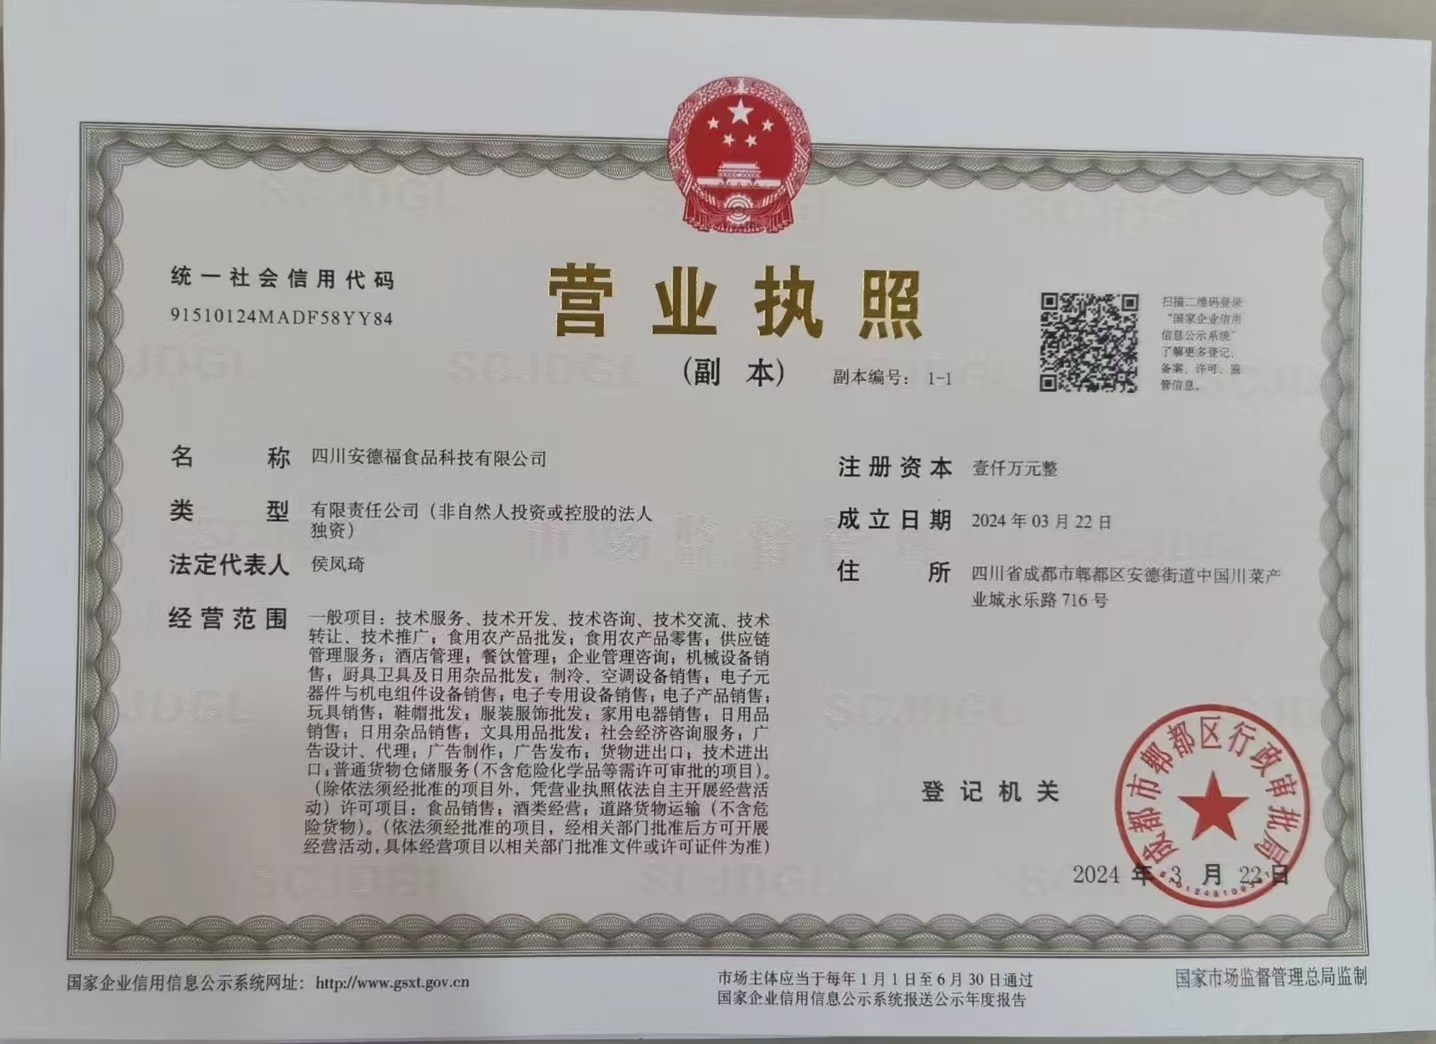 统一社会信用代码
91510124MADF58YY84
营业执照
(副 本)
副本编号： 1-1
扫描二维码登录
“国家企业信用
信息公示系统”
了解更多登记、
备案、许可、监
管信息。
名 称 四川安德福食品科技有限公司
类 型 有限责任公司（非自然人投资或控股的法人
独资）
法定代表人 侯凤琦
经营范围 一般项目：技术服务、技术开发、技术咨询、技术交流、技术
转让、技术推广；食用农产品批发；食用农产品零售；供应链
管理服务；酒店管理；餐饮管理；企业管理咨询；机械设备销
售；厨具卫具及日用杂品批发；制冷、空调设备销售；电子元
器件与机电组件设备销售；电子专用设备销售；电子产品销售；
玩具销售；鞋帽批发；服装服饰批发；家用电器销售；日用品
销售；日用杂品销售；文具用品批发；社会经济咨询服务；广
告设计、代理；广告制作；广告发布；货物进出口；技术进出
口；普通货物仓储服务（不含危险化学品等需许可审批的项目）。
（除依法须经批准的项目外，凭营业执照依法自主开展经营活
动）许可项目：食品销售；酒类经营；道路货物运输（不含危
险货物）。（依法须经批准的项目，经相关部门批准后方可开展
经营活动，具体经营项目以相关部门批准文件或许可证件为准）
注册资本 壹仟万元整
成立日期 2024年03月22日
住 所 四川省成都市郫都区安德街道中国川菜产
业城永乐路716号
登记机关
成都市郫都区行政审批局
2024 年 3 月 22 日
国家企业信用信息公示系统网址：http://www.gsxt.gov.cn
市场主体应当于每年1月1日至6月30日通过
国家企业信用信息公示系统报送公示年度报告
国家市场监督管理总局监制
SCJDGL
市场监督管理